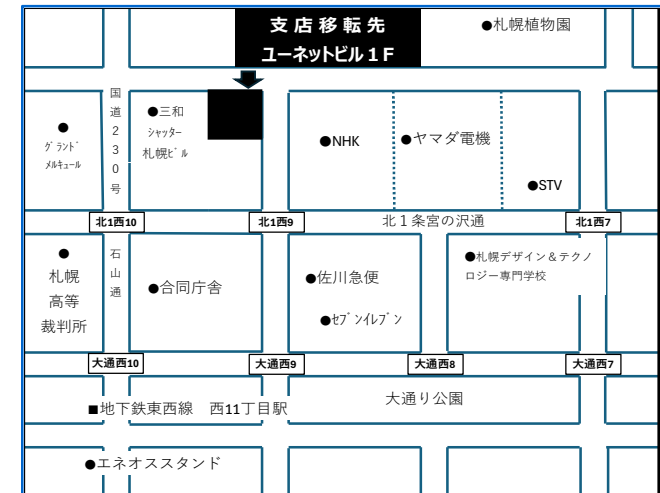 支店移転先
ユーネットビル１F
●札幌植物園
国道２３０号
●三和
ｼｬｯﾀｰ
札幌ﾋﾞﾙ
●
ｸﾞﾗﾝﾄﾞ
ﾒﾙｷｭｰﾙ
●NHK
●ヤマダ電機
●STV
北1西10
北1西9
北１条宮の沢通
北1西7
●
札幌
高等
裁判所
石山通
●合同庁舎
●佐川急便
●ｾﾌﾞﾝｲﾚﾌﾞﾝ
●札幌デザイン＆テクノ
ロジー専門学校
大通西10
大通西9
大通西8
大通西7
■地下鉄東西線　西11丁目駅
大通り公園
●エネオススタンド